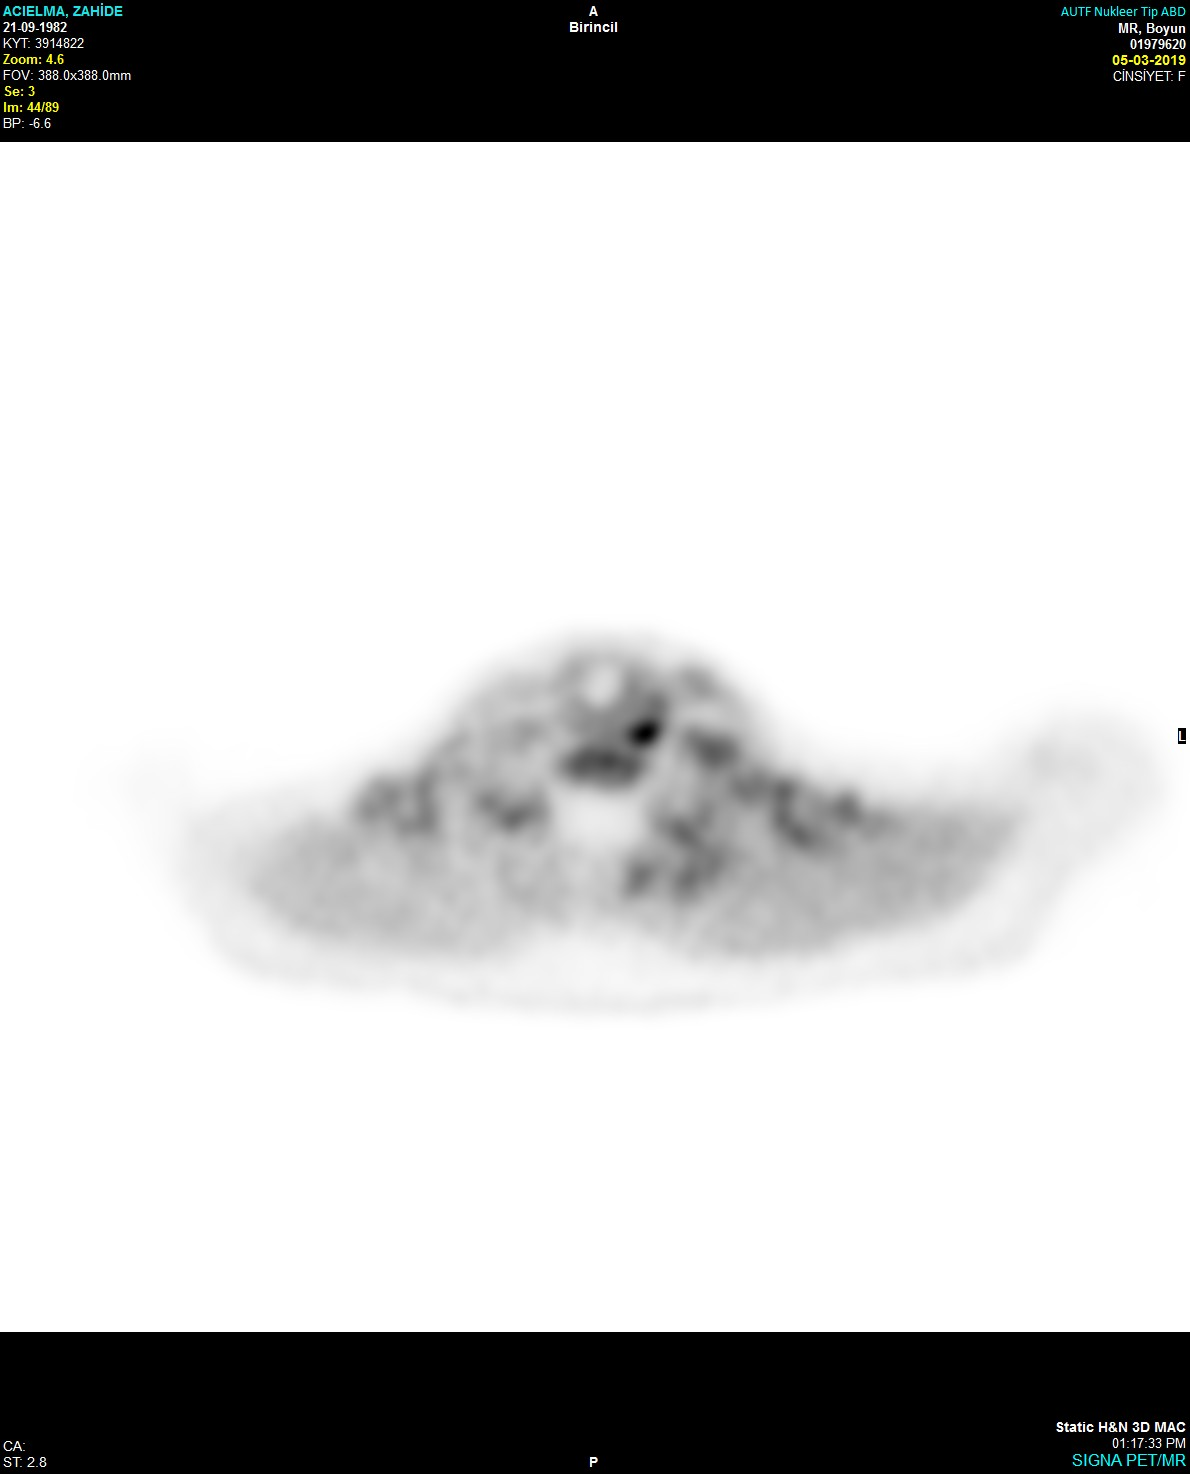 ACIELMA, ZAHİDE
21-09-1982
KYT: 3914822
Zoom: 4.6
FOV: 388.0x388.0mm
Se: 3
Im: 44/89
BP: -6.6
A
Birincil
AUTF Nukleer Tip ABD
MR, Boyun
01979620
05-03-2019
CİNSİYET: F
L
CA:
ST: 2.8
P
Static H&N 3D MAC
01:17:33 PM
SIGNA PET/MR